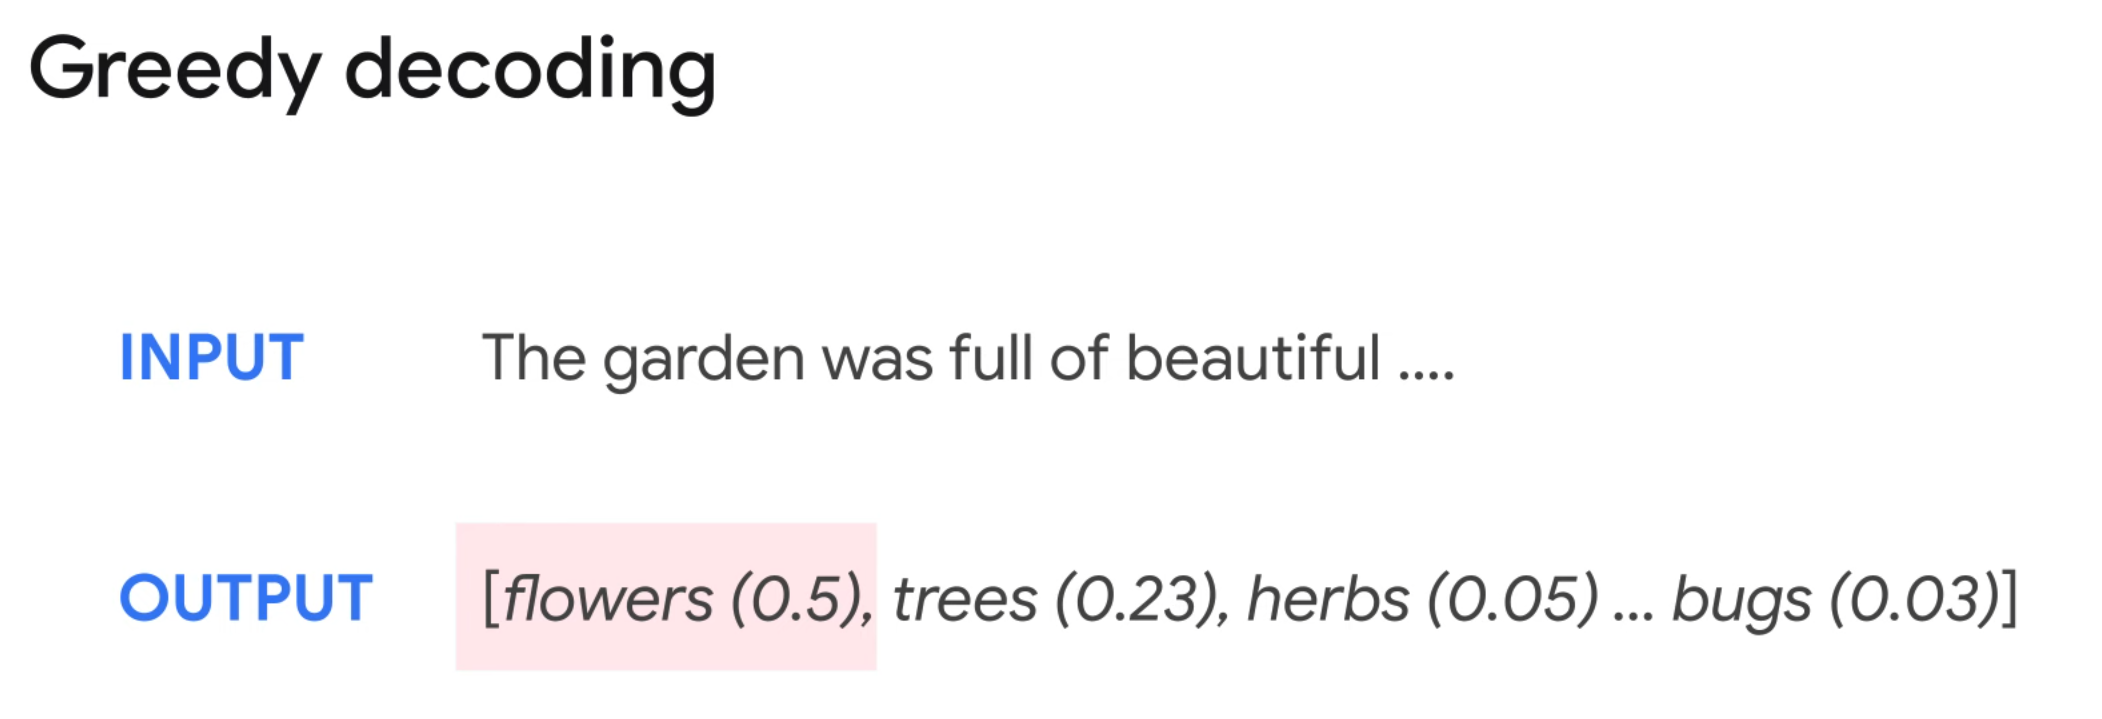 Greedy decoding
INPUT The garden was full of beautiful ....
OUTPUT [flowers (0.5), trees (0.23), herbs (0.05) ... bugs (0.03)]